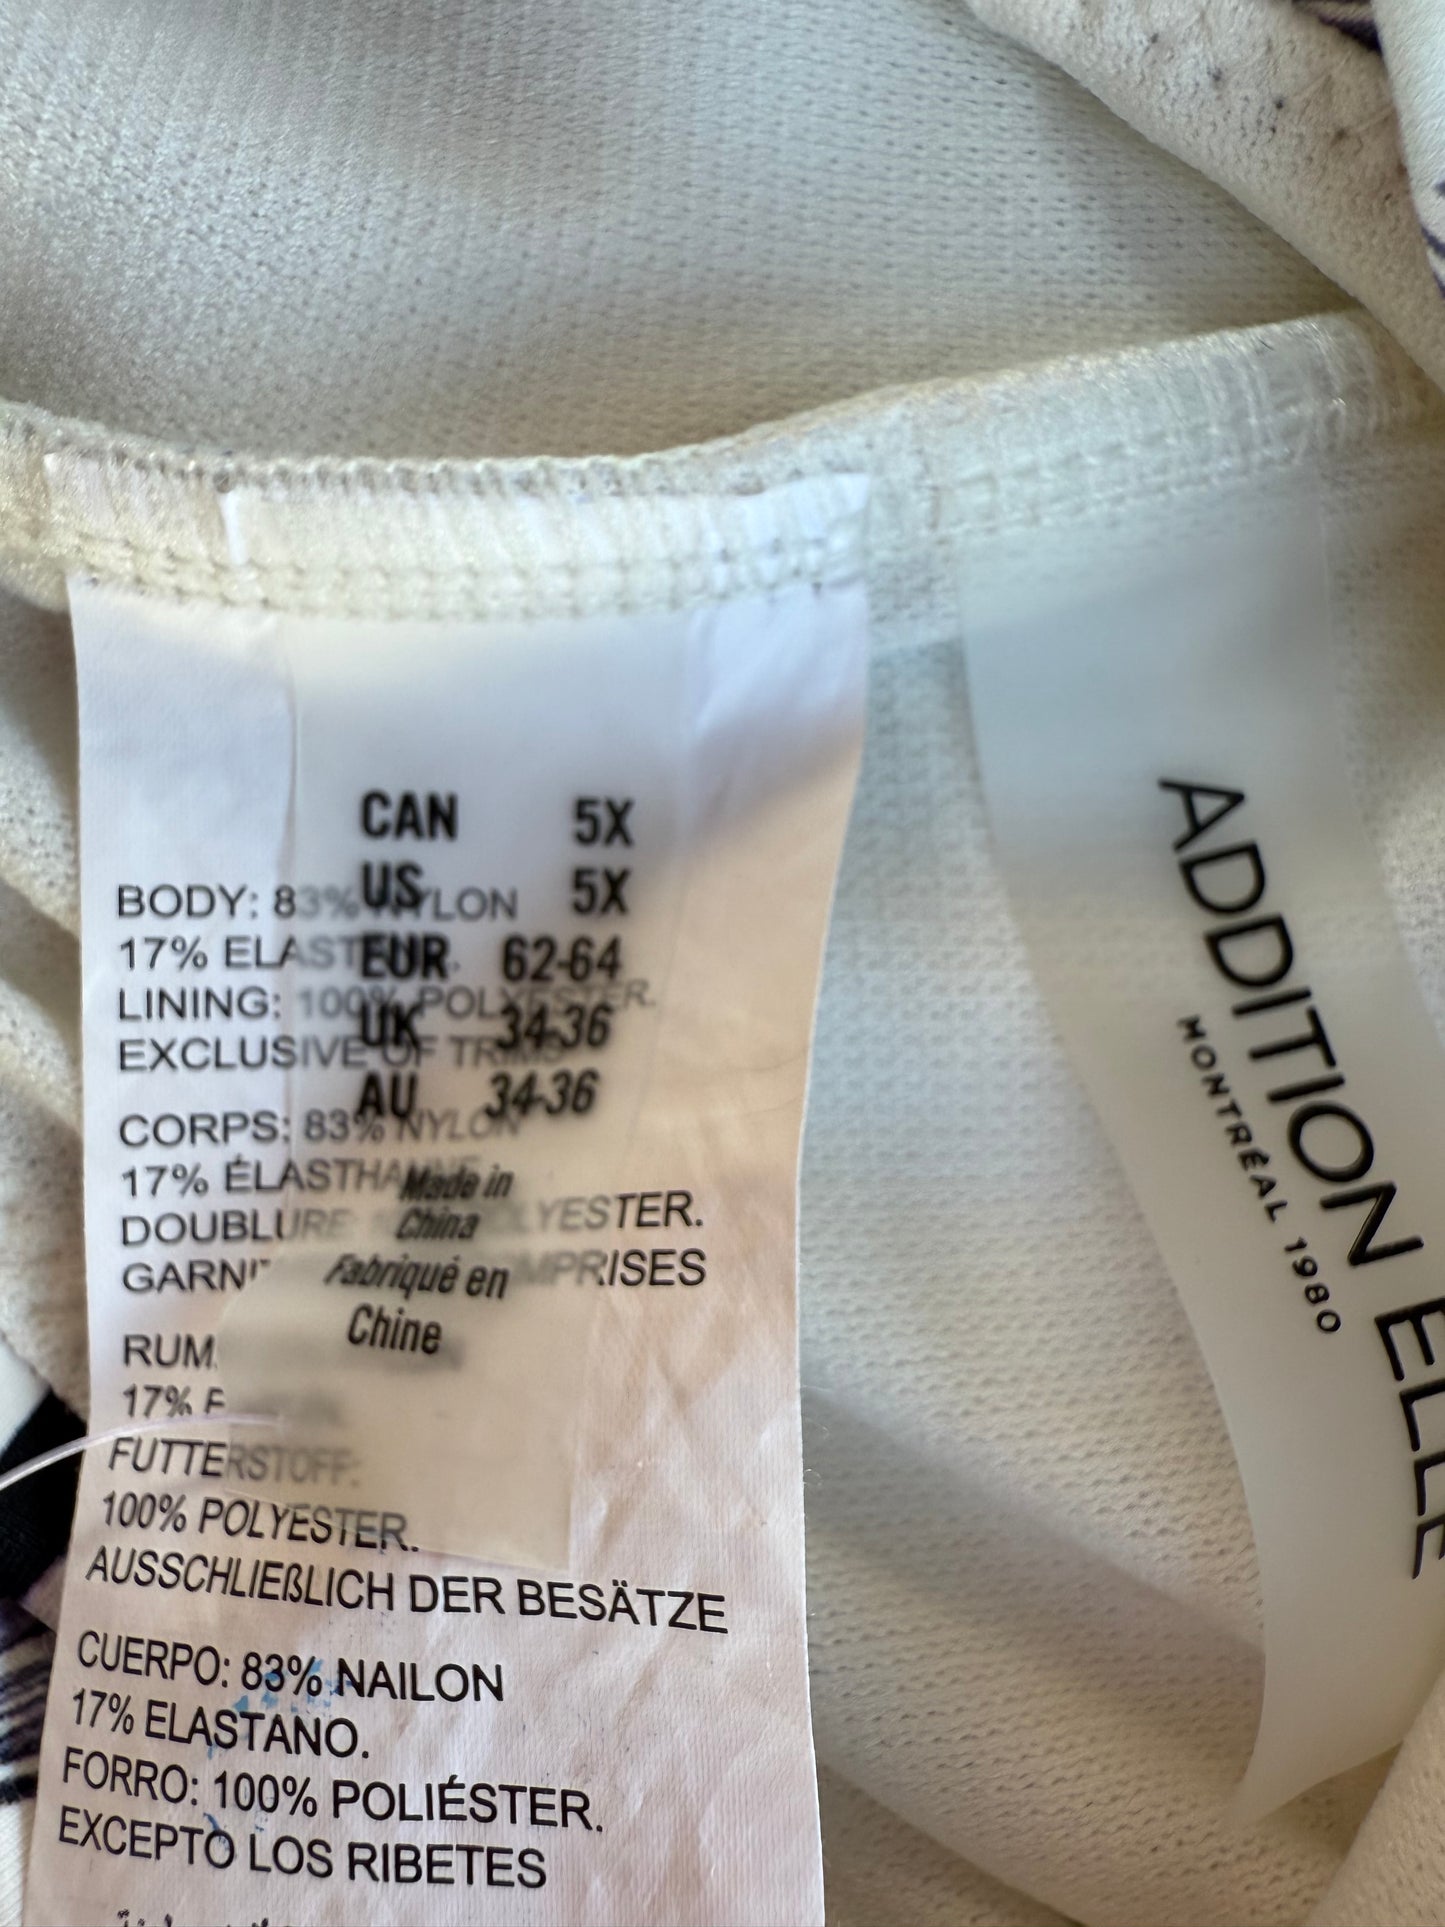 CAN 5X
US 5X
EUR 62-64
UK 34-36
AU 34-36
Made in
China
Fabriqué en
Chine
BODY: 83% NYLON
17% ELAST
LINING: 100% POLYESTER.
EXCLUSIVE OF TRIMS
CORPS: 83% NYLON
17% ÉLASTHANNE
DOUBLURE: POLYESTER.
GARNIT OMPRISES
RUM
17% E
FUTTERSTOFF:
100% POLYESTER.
AUSSCHLIEßLICH DER BESÄTZE
CUERPO: 83% NAILON
17% ELASTANO.
FORRO: 100% POLIÉSTER.
EXCEPTO LOS RIBETES
ADDITION ELLE
MONTRÉAL 1980